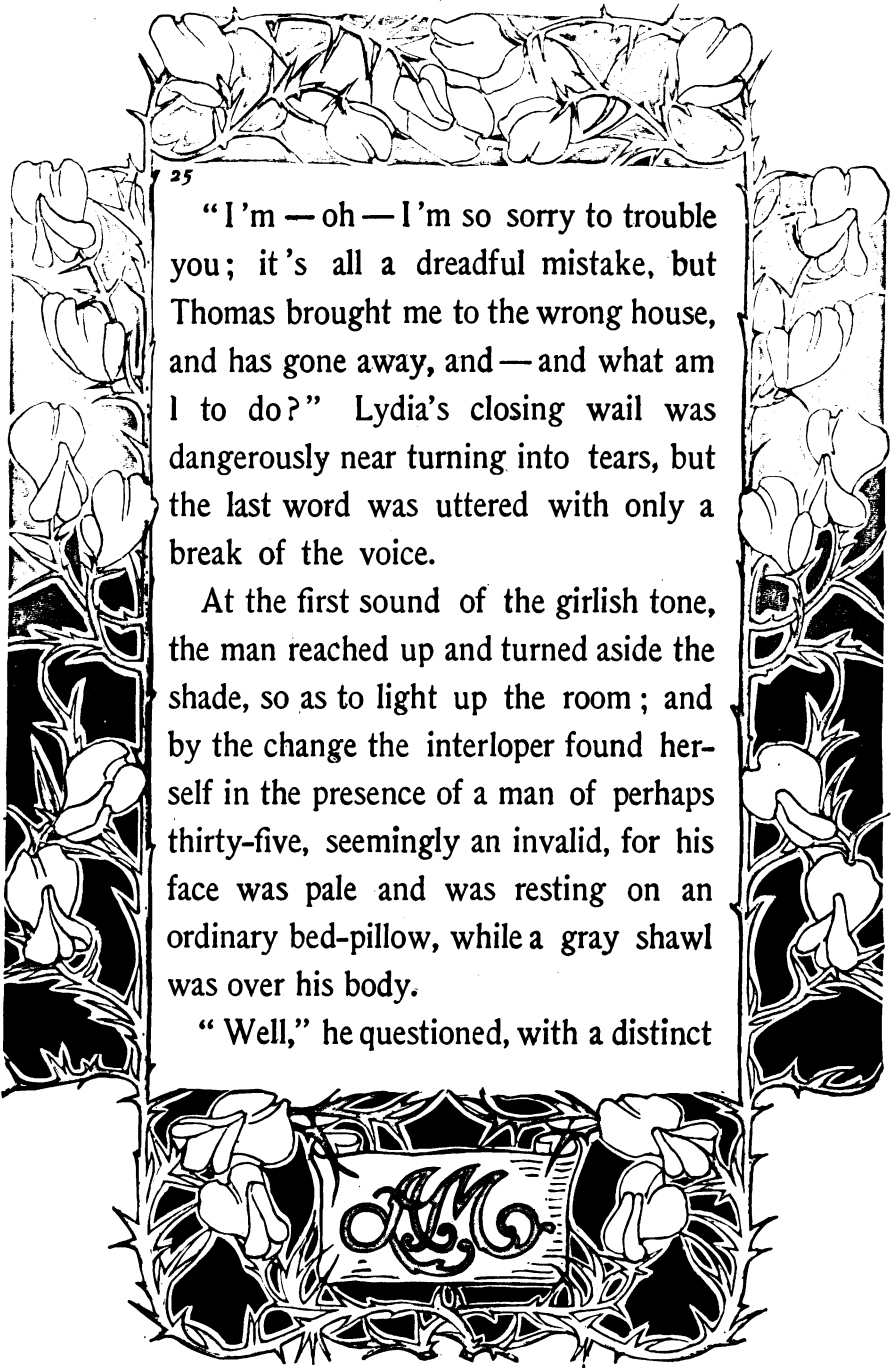 25
“I’m — oh — I’m so sorry to trouble
you; it’s all a dreadful mistake, but
Thomas brought me to the wrong house,
and has gone away, and — and what am
I to do?” Lydia’s closing wail was
dangerously near turning into tears, but
the last word was uttered with only a
break of the voice.
At the first sound of the girlish tone,
the man reached up and turned aside the
shade, so as to light up the room; and
by the change the interloper found her-
self in the presence of a man of perhaps
thirty-five, seemingly an invalid, for his
face was pale and was resting on an
ordinary bed-pillow, while a gray shawl
was over his body.
“Well,” he questioned, with a distinct